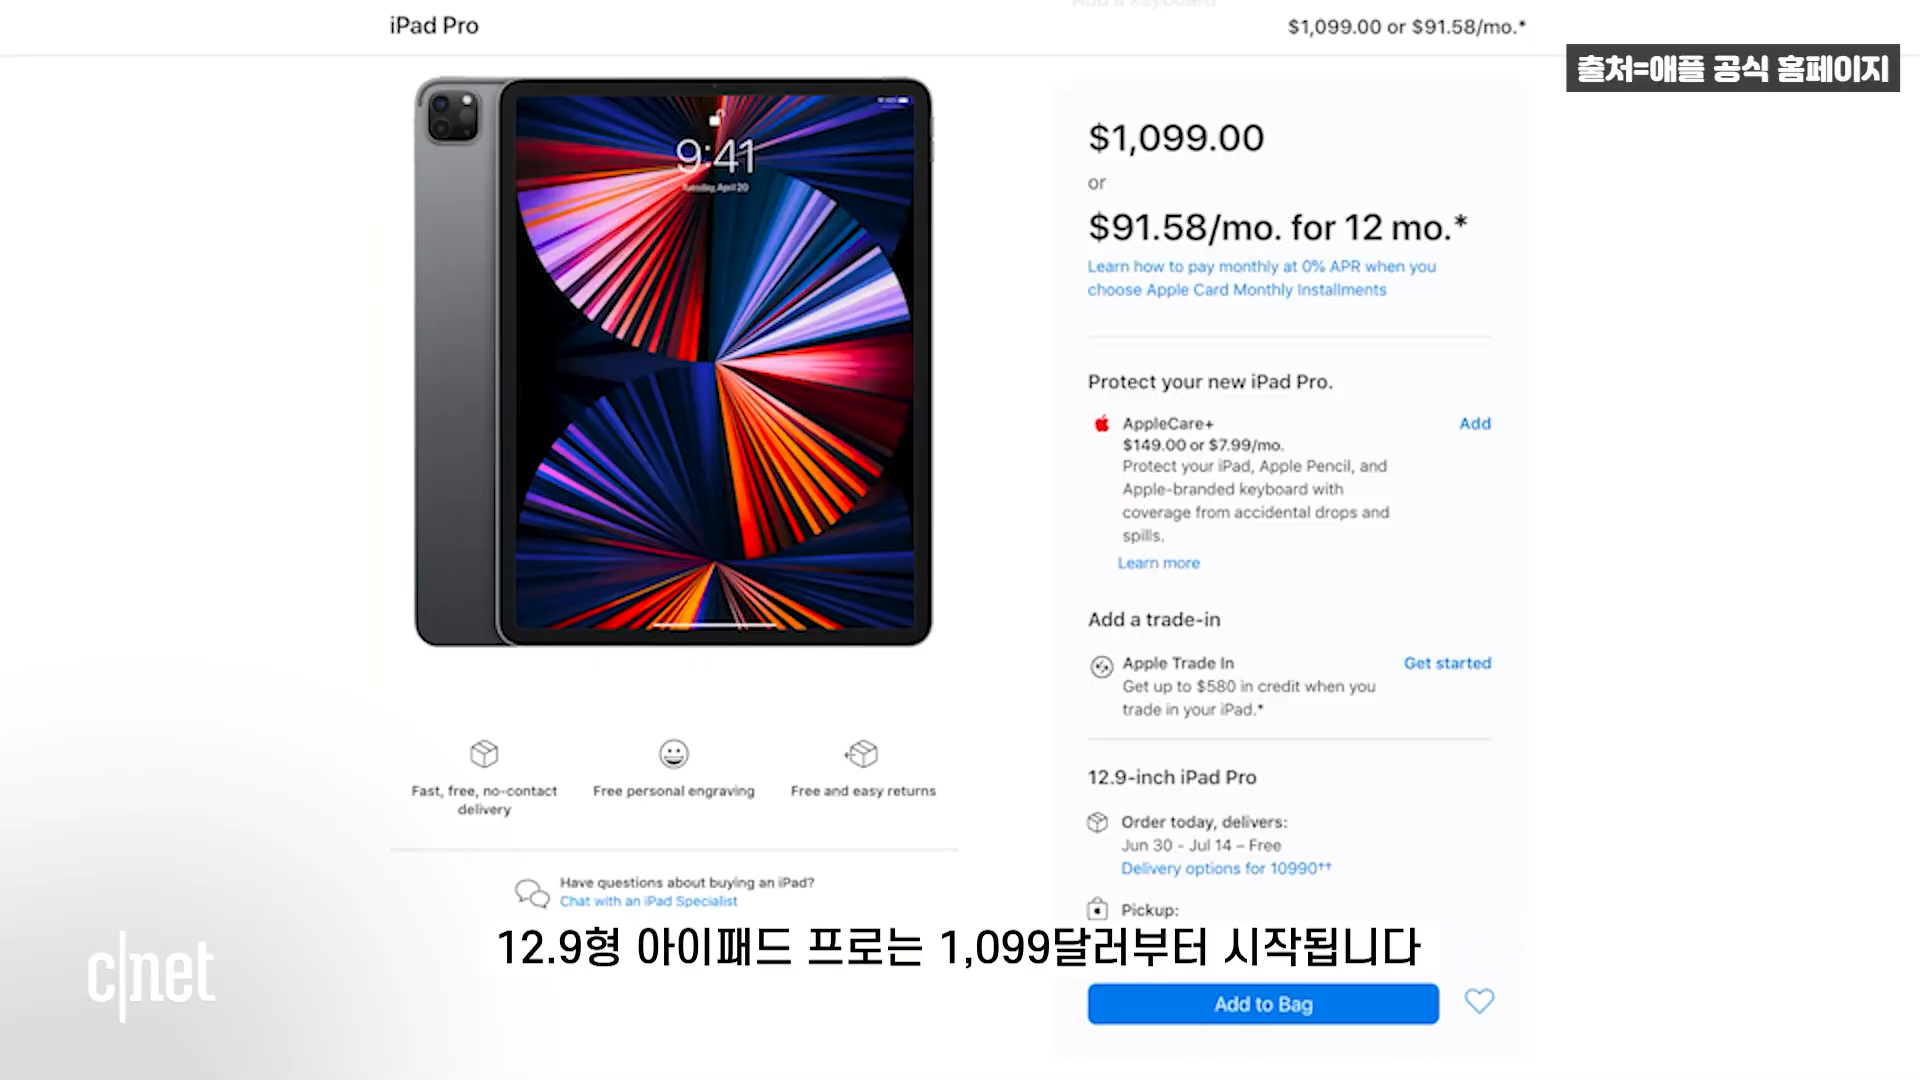 iPad Pro
$1,099.00 or $91.58/mo.*
출처=애플 공식 홈페이지
9:41
Tuesday, April 20
$1,099.00
or
$91.58/mo. for 12 mo.*
Learn how to pay monthly at 0% APR when you
choose Apple Card Monthly Installments
Protect your new iPad Pro.
AppleCare+
Add
$149.00 or $7.99/mo.
Protect your iPad, Apple Pencil, and
Apple-branded keyboard with
coverage from accidental drops and
spills.
Learn more
Add a trade-in
Apple Trade In
Get started
Get up to $580 in credit when you
trade in your iPad.*
Fast, free, no-contact
delivery
Free personal engraving
Free and easy returns
12.9-inch iPad Pro
Order today, delivers:
Jun 30 - Jul 14 – Free
Delivery options for 10990††
Have questions about buying an iPad?
Chat with an iPad Specialist
Pickup:
12.9형 아이패드 프로는 1,099달러부터 시작됩니다
c|net
Add to Bag